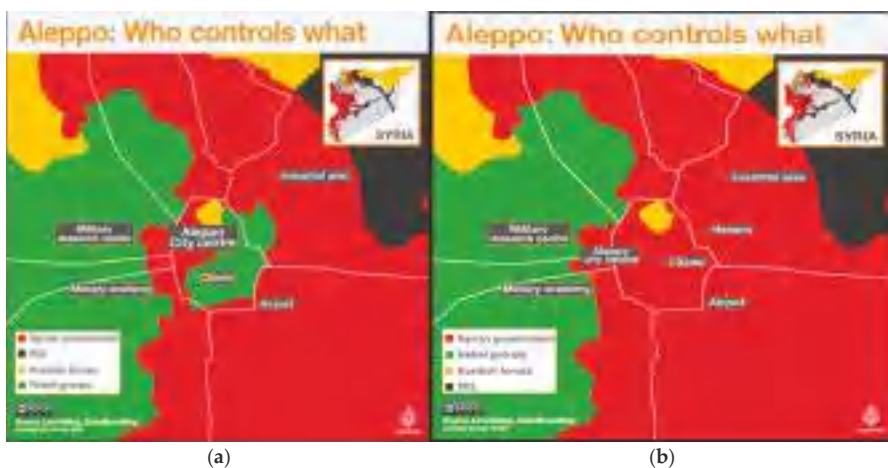 Aleppo: Who controls what
SYRIA
Industrial area
Military
research centre
Aleppo
City centre
Military academy
Airport
Syrian government
ISIL
Kurdish forces
Rebel groups
Aleppo: Who controls what
SYRIA
Industrial area
Military
research centre
Hanano
Aleppo
city centre
Military academy
Airport
Syrian government
Rebel groups
Kurdish forces
ISIL
(a)
(b)